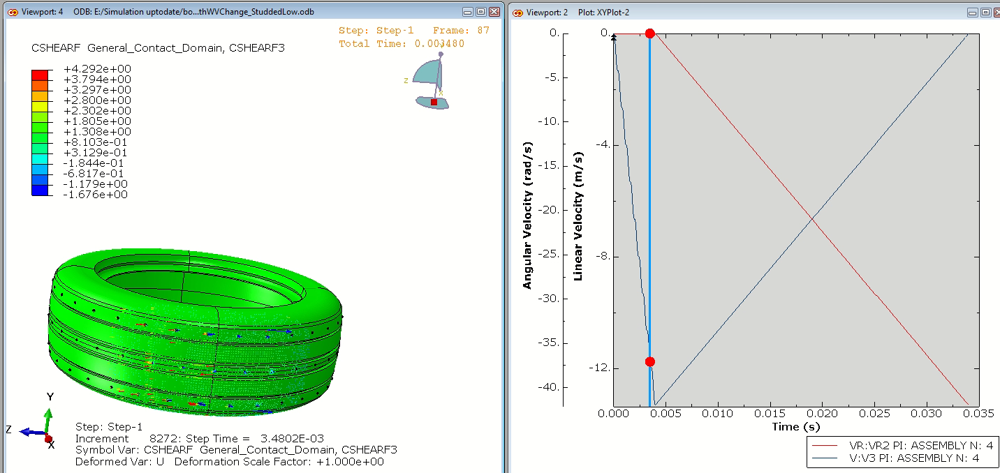 Viewport: 4 ODB: E:/Simulation uptodate/bo...thWVChange_StuddedLow.odb
Step: Step-1 Frame: 87
Total Time: 0.003480
CSHEARF General_Contact_Domain, CSHEARF3
+4.292e+00
+3.794e+00
+3.297e+00
+2.800e+00
+2.302e+00
+1.805e+00
+1.308e+00
+8.103e-01
+3.129e-01
-1.844e-01
-6.817e-01
-1.179e+00
-1.676e+00
Y
Z
X
Y
Z
X
Step: Step-1
Increment 8272: Step Time = 3.4802E-03
Symbol Var: CSHEARF General_Contact_Domain, CSHEARF3
Deformed Var: U Deformation Scale Factor: +1.000e+00
Viewport: 2 Plot: XYPlot-2
Angular Velocity (rad/s)
0.
-5.
-10.
-15.
-20.
-25.
-30.
-35.
-40.
Linear Velocity (m/s)
0.
-4.
-8.
-12.
0.000 0.005 0.010 0.015 0.020 0.025 0.030 0.035
Time (s)
VR:VR2 PI: ASSEMBLY N: 4
V:V3 PI: ASSEMBLY N: 4